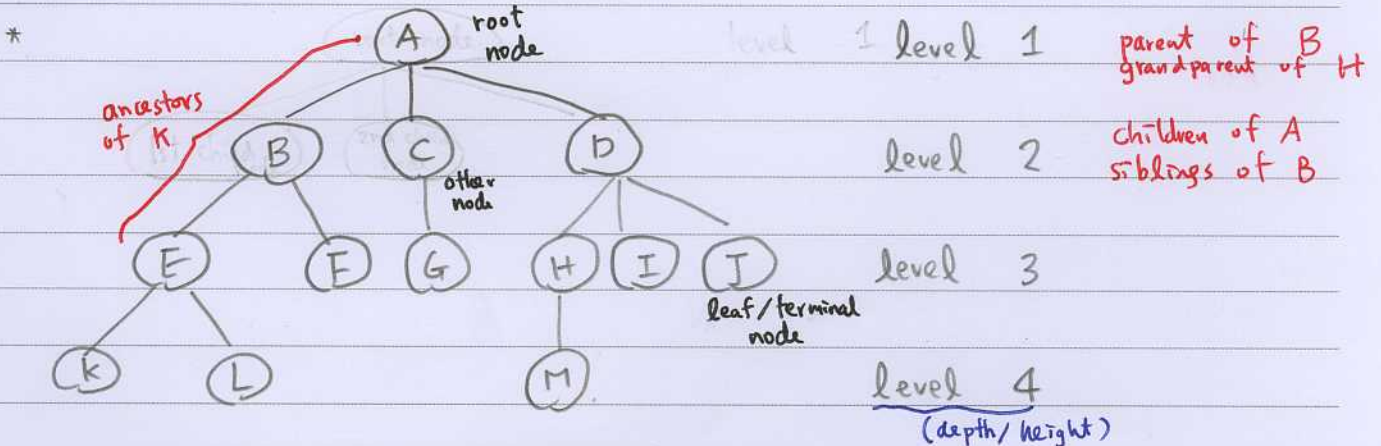 *
A
root
node
level 1
parent of B
grandparent of H
ancestors
of K
B
C
D
other
node
level 2
children of A
siblings of B
E
F
G
H
I
J
leaf/terminal
node
level 3
K
L
M
level 4
(depth/height)